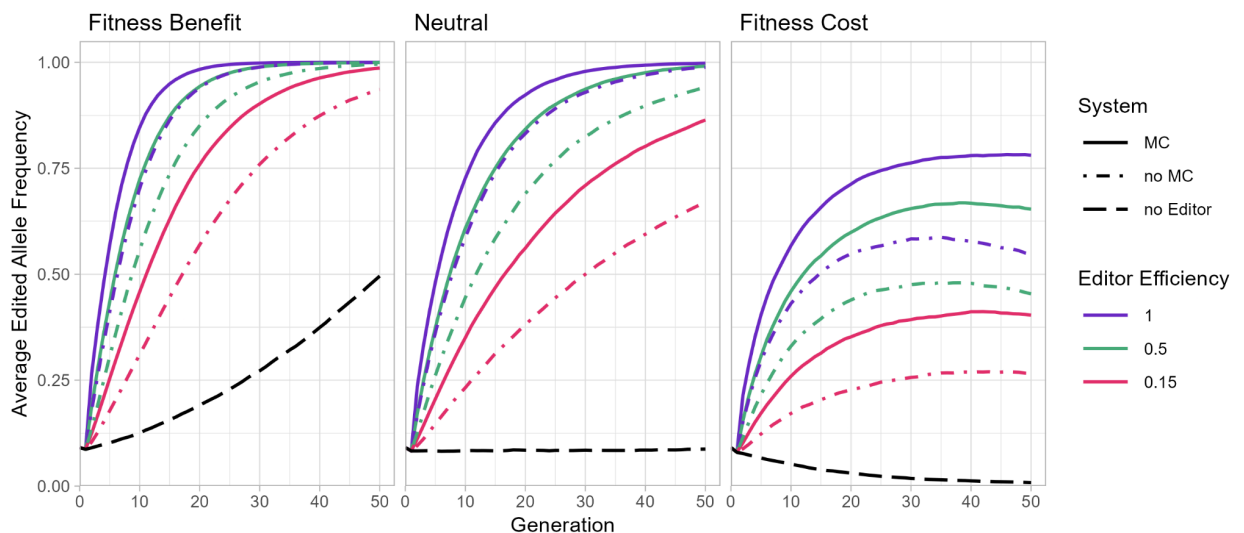 Fitness Benefit
Neutral
Fitness Cost
Average Edited Allele Frequency
1.00
0.75
0.50
0.25
0.00
0 10 20 30 40 50
0 10 20 30 40 50
0 10 20 30 40 50
Generation
System
MC
no MC
no Editor
Editor Efficiency
1
0.5
0.15